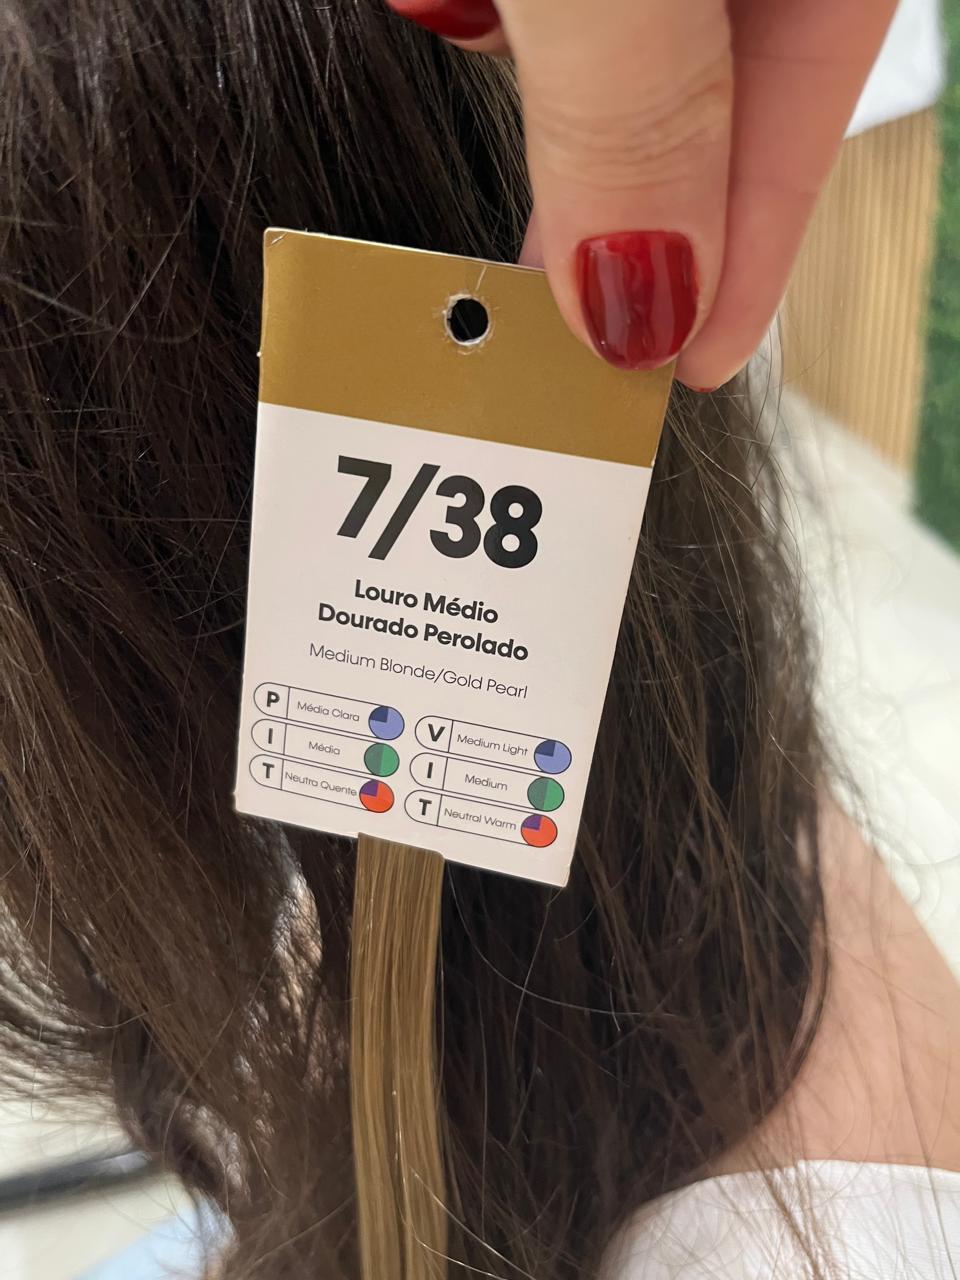 7/38
Louro Médio
Dourado Perolado
Medium Blonde/Gold Pearl
P Média Clara
I Média
T Neutra Quente
V Medium Light
I Medium
T Neutral Warm